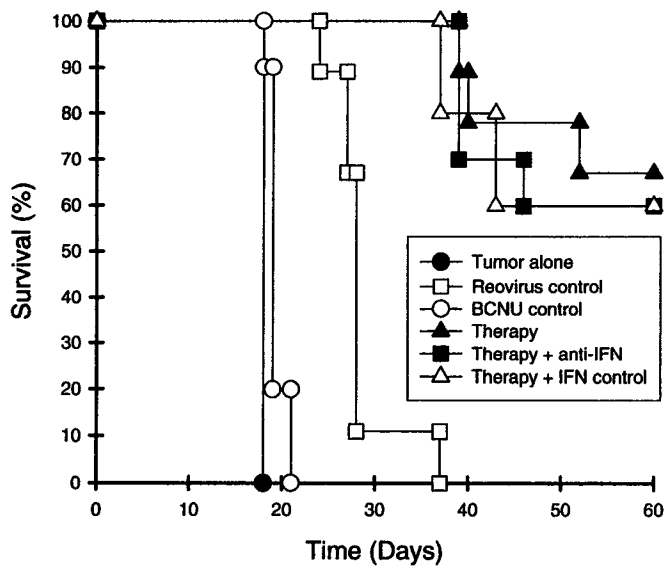 100
90
80
70
60
50
40
30
20
10
0
Survival (%)
Tumor alone
Reovirus control
BCNU control
Therapy
Therapy + anti-IFN
Therapy + IFN control
0 10 20 30 40 50 60
Time (Days)